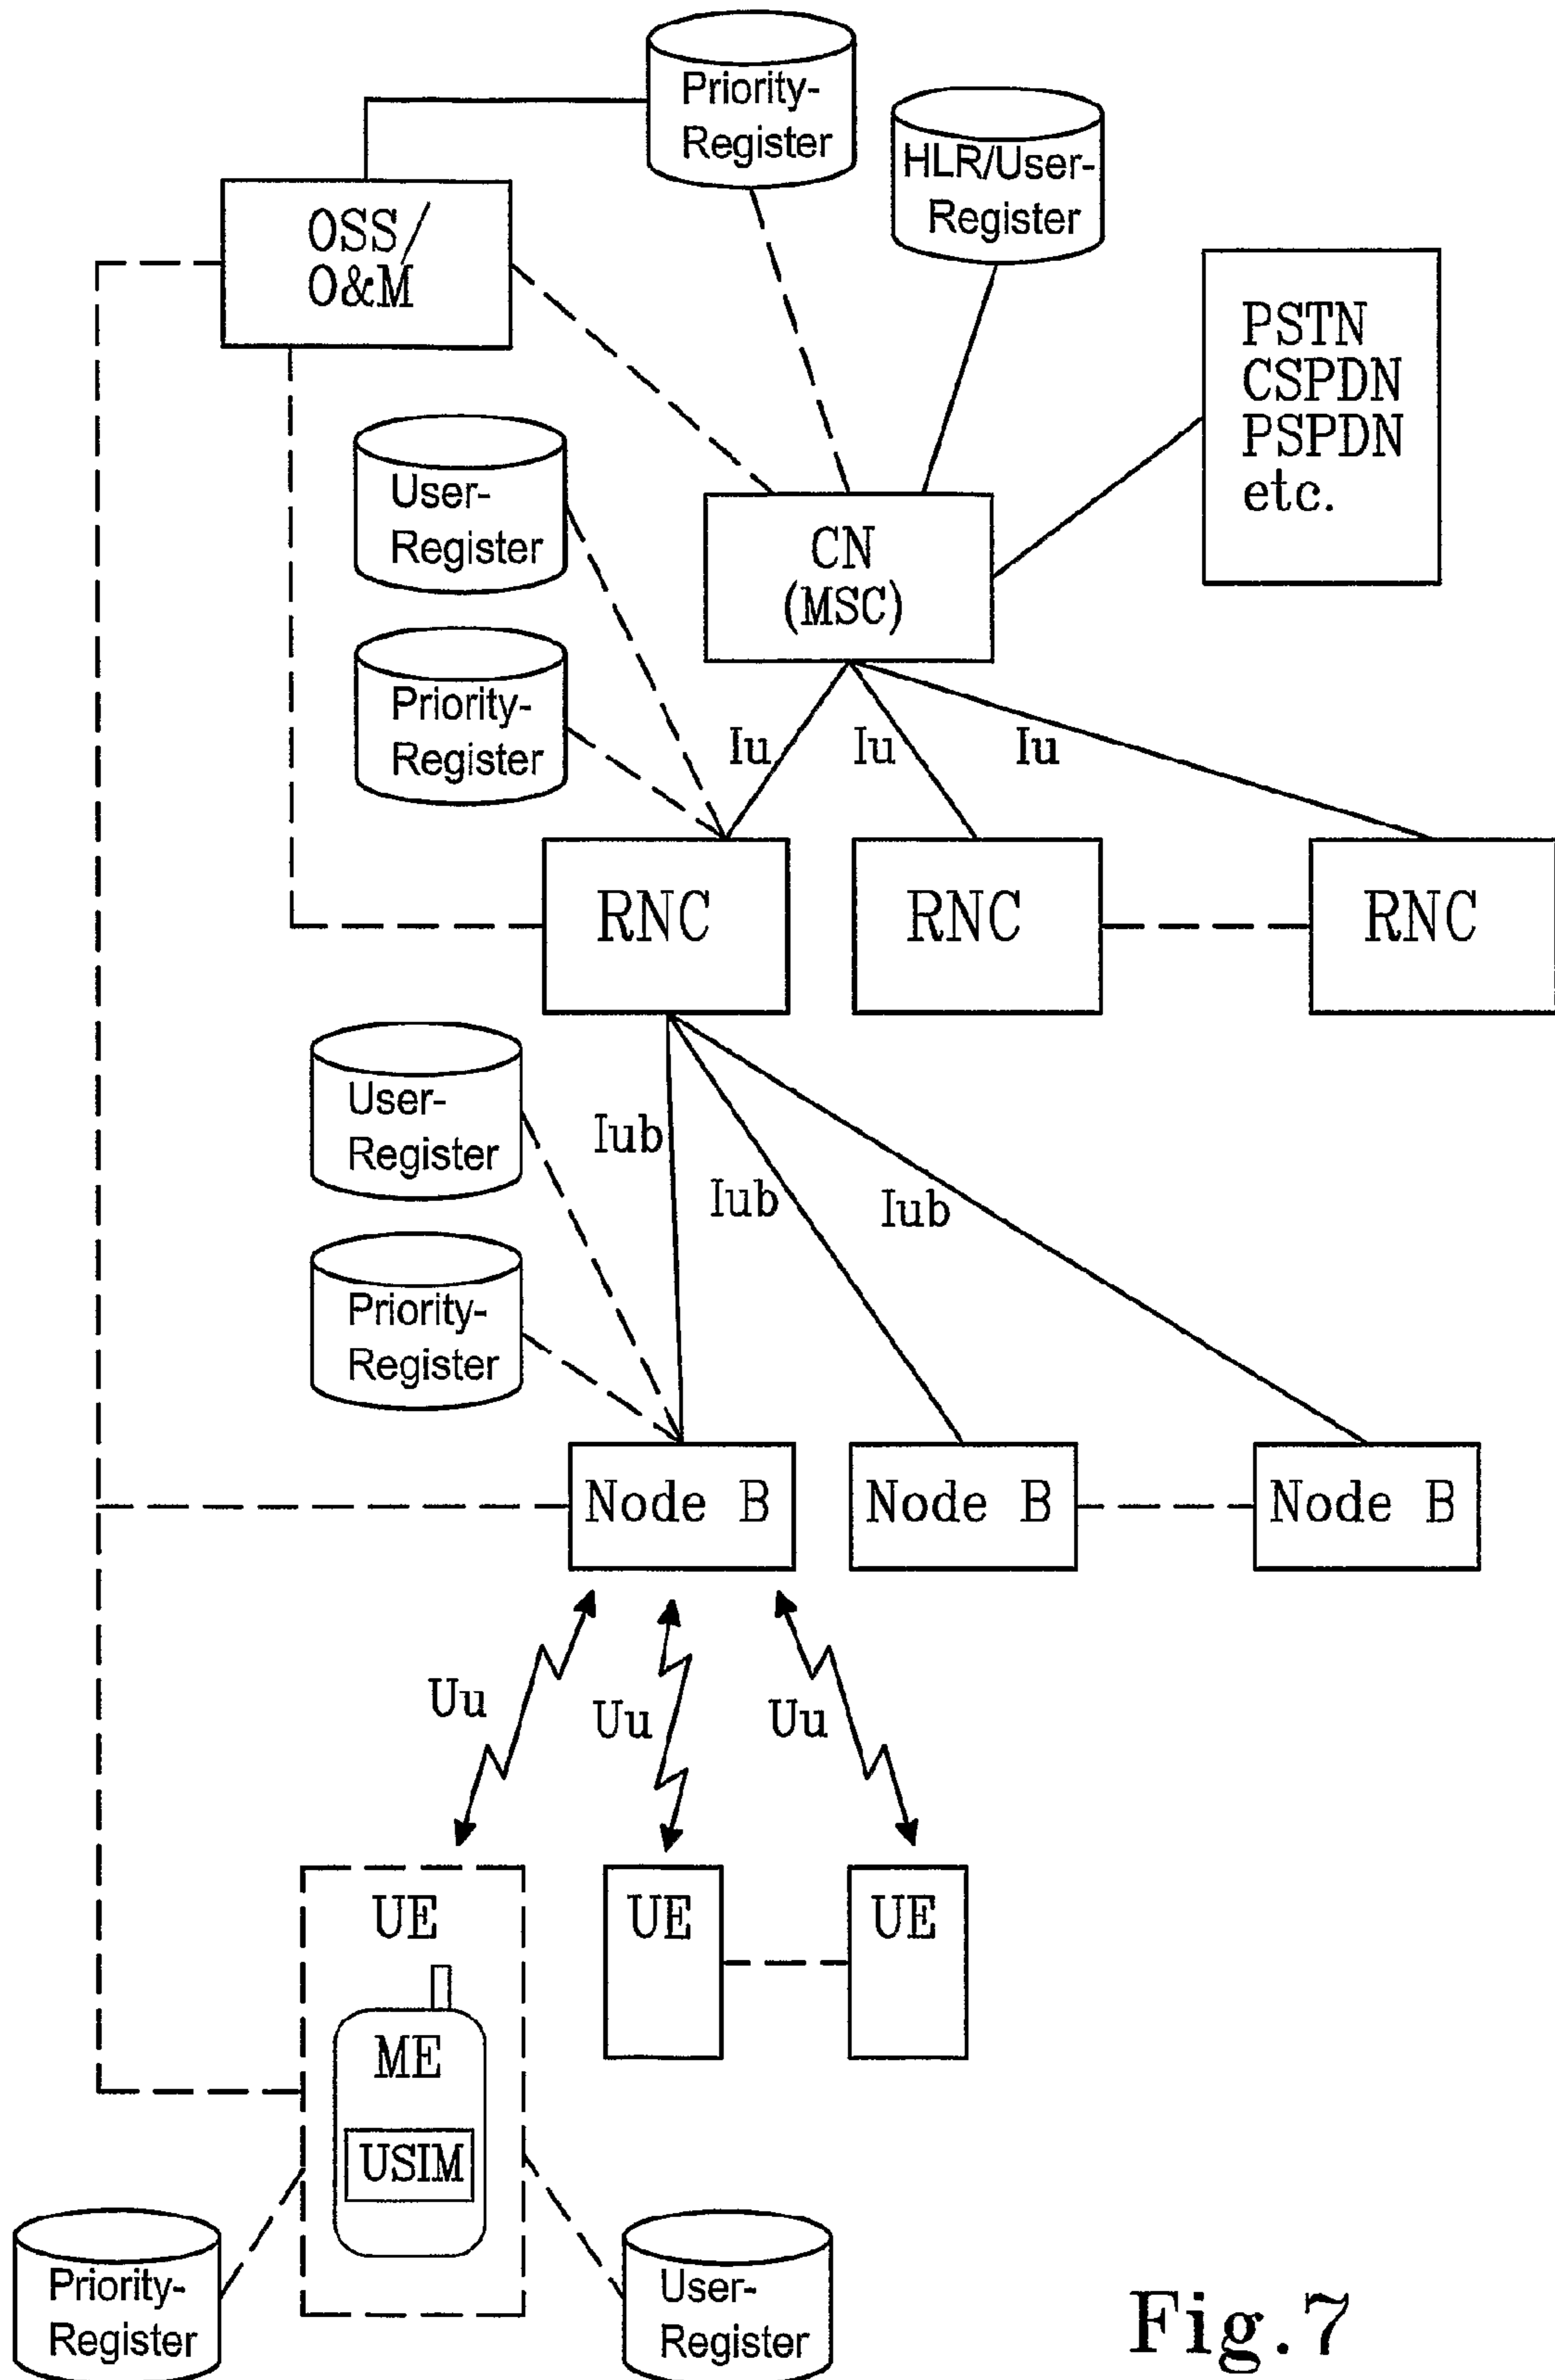 Priority-
Register
HLR/User-
Register
OSS/
O&M
PSTN
CSPDN
PSPDN
etc.
User-
Register
CN
(MSC)
Priority-
Register
Iu
Iu
Iu
RNC
RNC
RNC
User-
Register
Iub
Iub
Iub
Priority-
Register
Node B
Node B
Node B
Uu
Uu
Uu
UE
UE
UE
ME
USIM
Priority-
Register
User-
Register
Fig.7